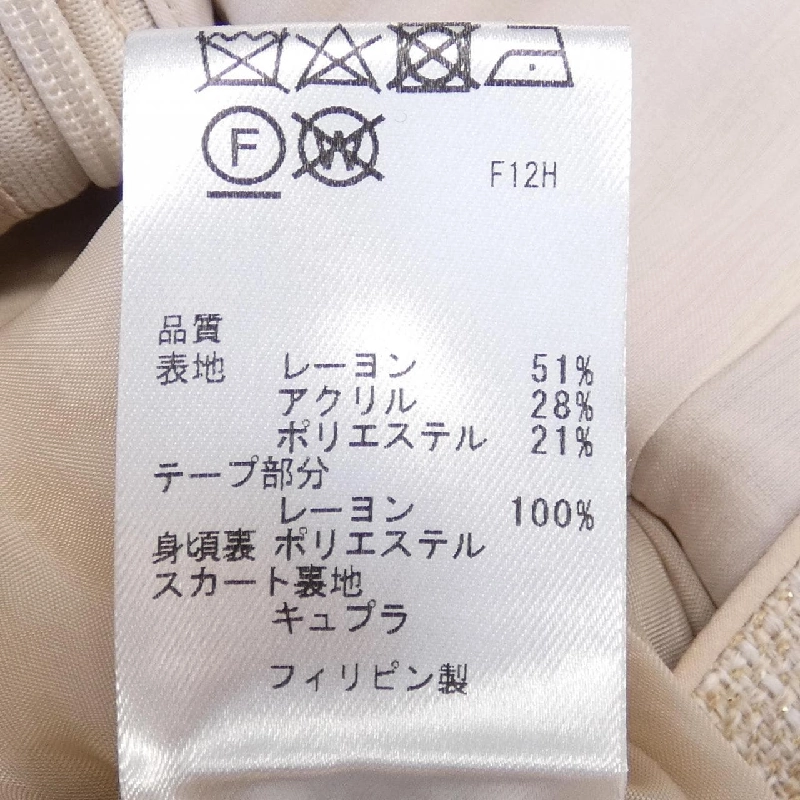 F W F12H
品質
表地 レーヨン 51%
アクリル 28%
ポリエステル 21%
テープ部分
レーヨン 100%
身頃裏 ポリエステル
スカート裏地
キュプラ
フィリピン製